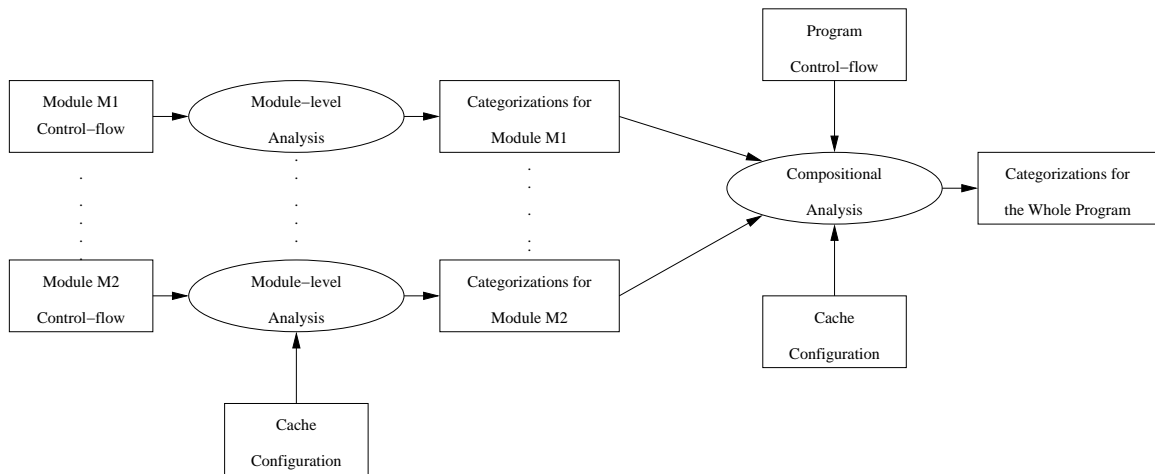 Program
Control−flow
Module M1
Control−flow
Module−level
Analysis
Categorizations for
Module M1
Compositional
Analysis
Categorizations for
the Whole Program
Module M2
Control−flow
Module−level
Analysis
Categorizations for
Module M2
Cache
Configuration
Cache
Configuration